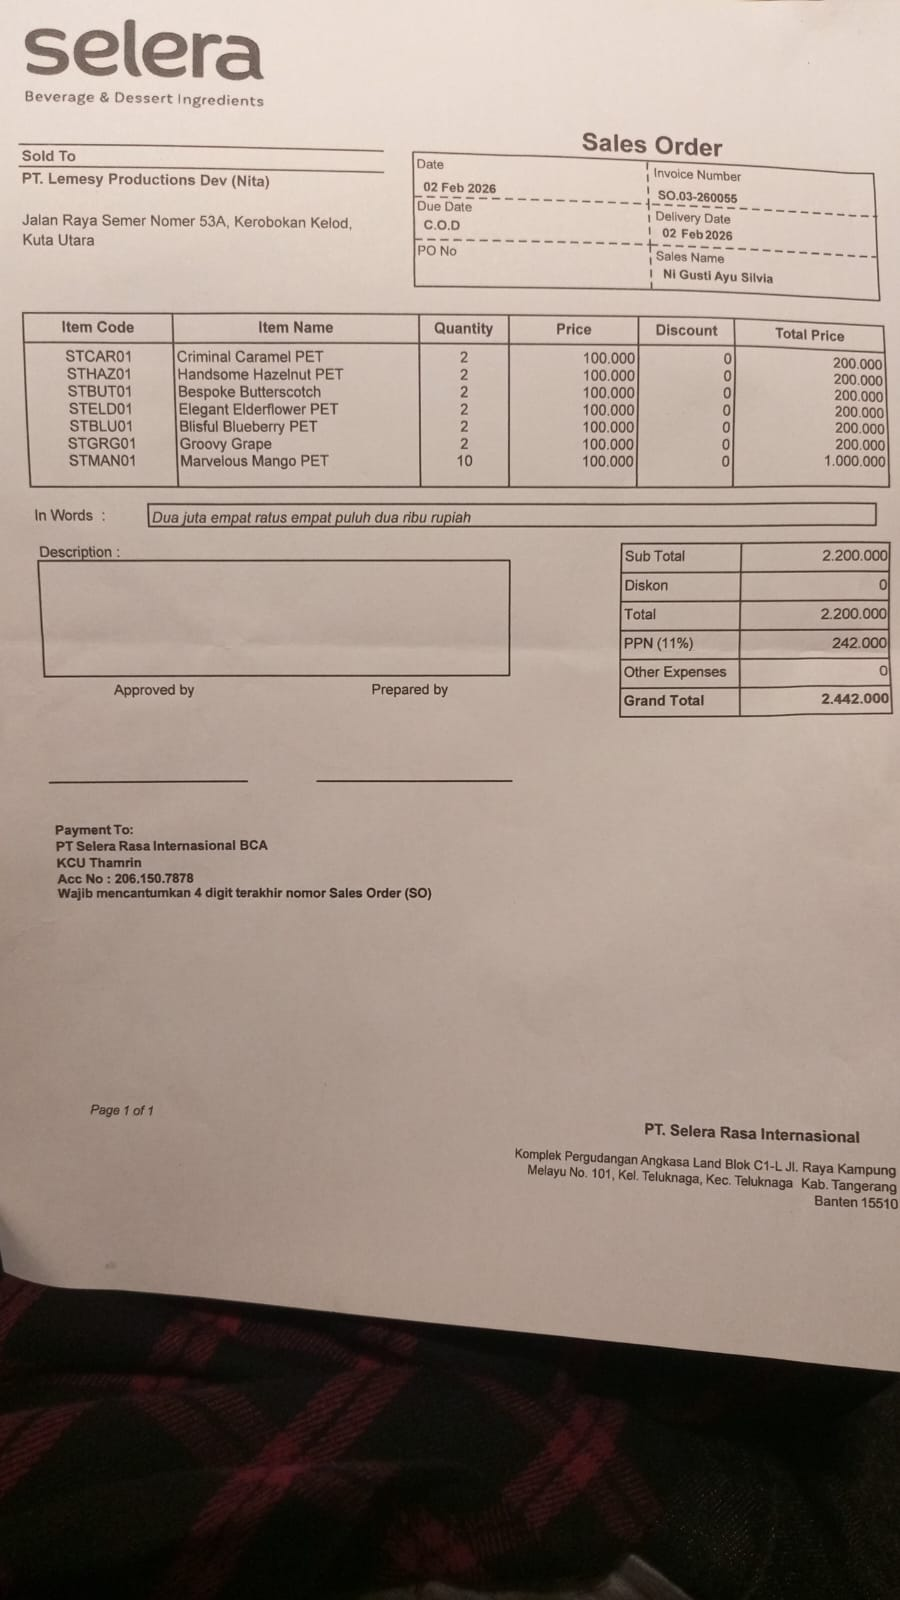 selera
Beverage & Dessert Ingredients
Sales Order
Sold To
PT. Lemesy Productions Dev (Nita)
Jalan Raya Semer Nomer 53A, Kerobokan Kelod,
Kuta Utara
Date
02 Feb 2026
Due Date
C.O.D
PO No
Invoice Number
SO.03-260055
Delivery Date
02 Feb 2026
Sales Name
Ni Gusti Ayu Silvia
Item Code Item Name Quantity Price Discount Total Price
STCAR01 Criminal Caramel PET 2 100.000 0 200.000
STHAZ01 Handsome Hazelnut PET 2 100.000 0 200.000
STBUT01 Bespoke Butterscotch 2 100.000 0 200.000
STELD01 Elegant Elderflower PET 2 100.000 0 200.000
STBLU01 Blisful Blueberry PET 2 100.000 0 200.000
STGRG01 Groovy Grape 2 100.000 0 200.000
STMAN01 Marvelous Mango PET 10 100.000 0 1.000.000
In Words : Dua juta empat ratus empat puluh dua ribu rupiah
Description :
Sub Total 2.200.000
Diskon 0
Total 2.200.000
PPN (11%) 242.000
Other Expenses 0
Grand Total 2.442.000
Approved by Prepared by
Payment To:
PT Selera Rasa Internasional BCA
KCU Thamrin
Acc No : 206.150.7878
Wajib mencantumkan 4 digit terakhir nomor Sales Order (SO)
Page 1 of 1
PT. Selera Rasa Internasional
Komplek Pergudangan Angkasa Land Blok C1-L Jl. Raya Kampung
Melayu No. 101, Kel. Teluknaga, Kec. Teluknaga Kab. Tangerang
Banten 15510